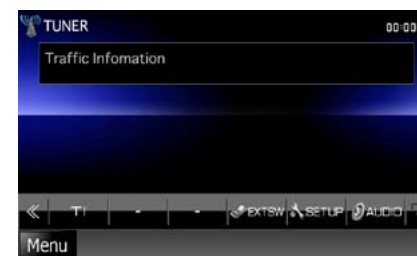 TUNER 00:00
Traffic Infomation
TI - - EXTSW SETUP AUDIO
Menu